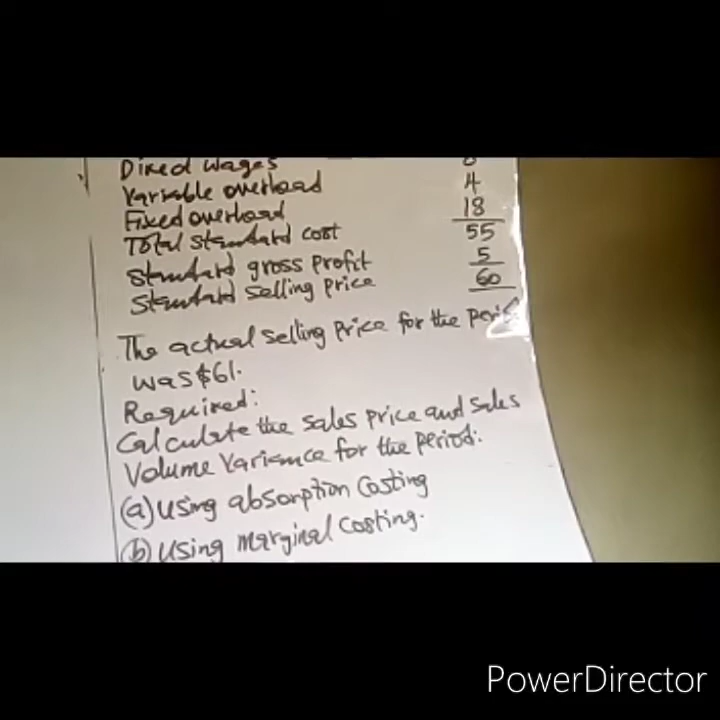 Direct Wages
Variable overhead 4
Fixed overhead 18
Total standard cost 55
Standard gross profit 5
Standard selling price 60
The actual selling price for the
was $61.
Required:
Calculate the sales price and sales
Volume Variance for the period:
(a) Using absorption costing
(b) Using marginal costing.
PowerDirector